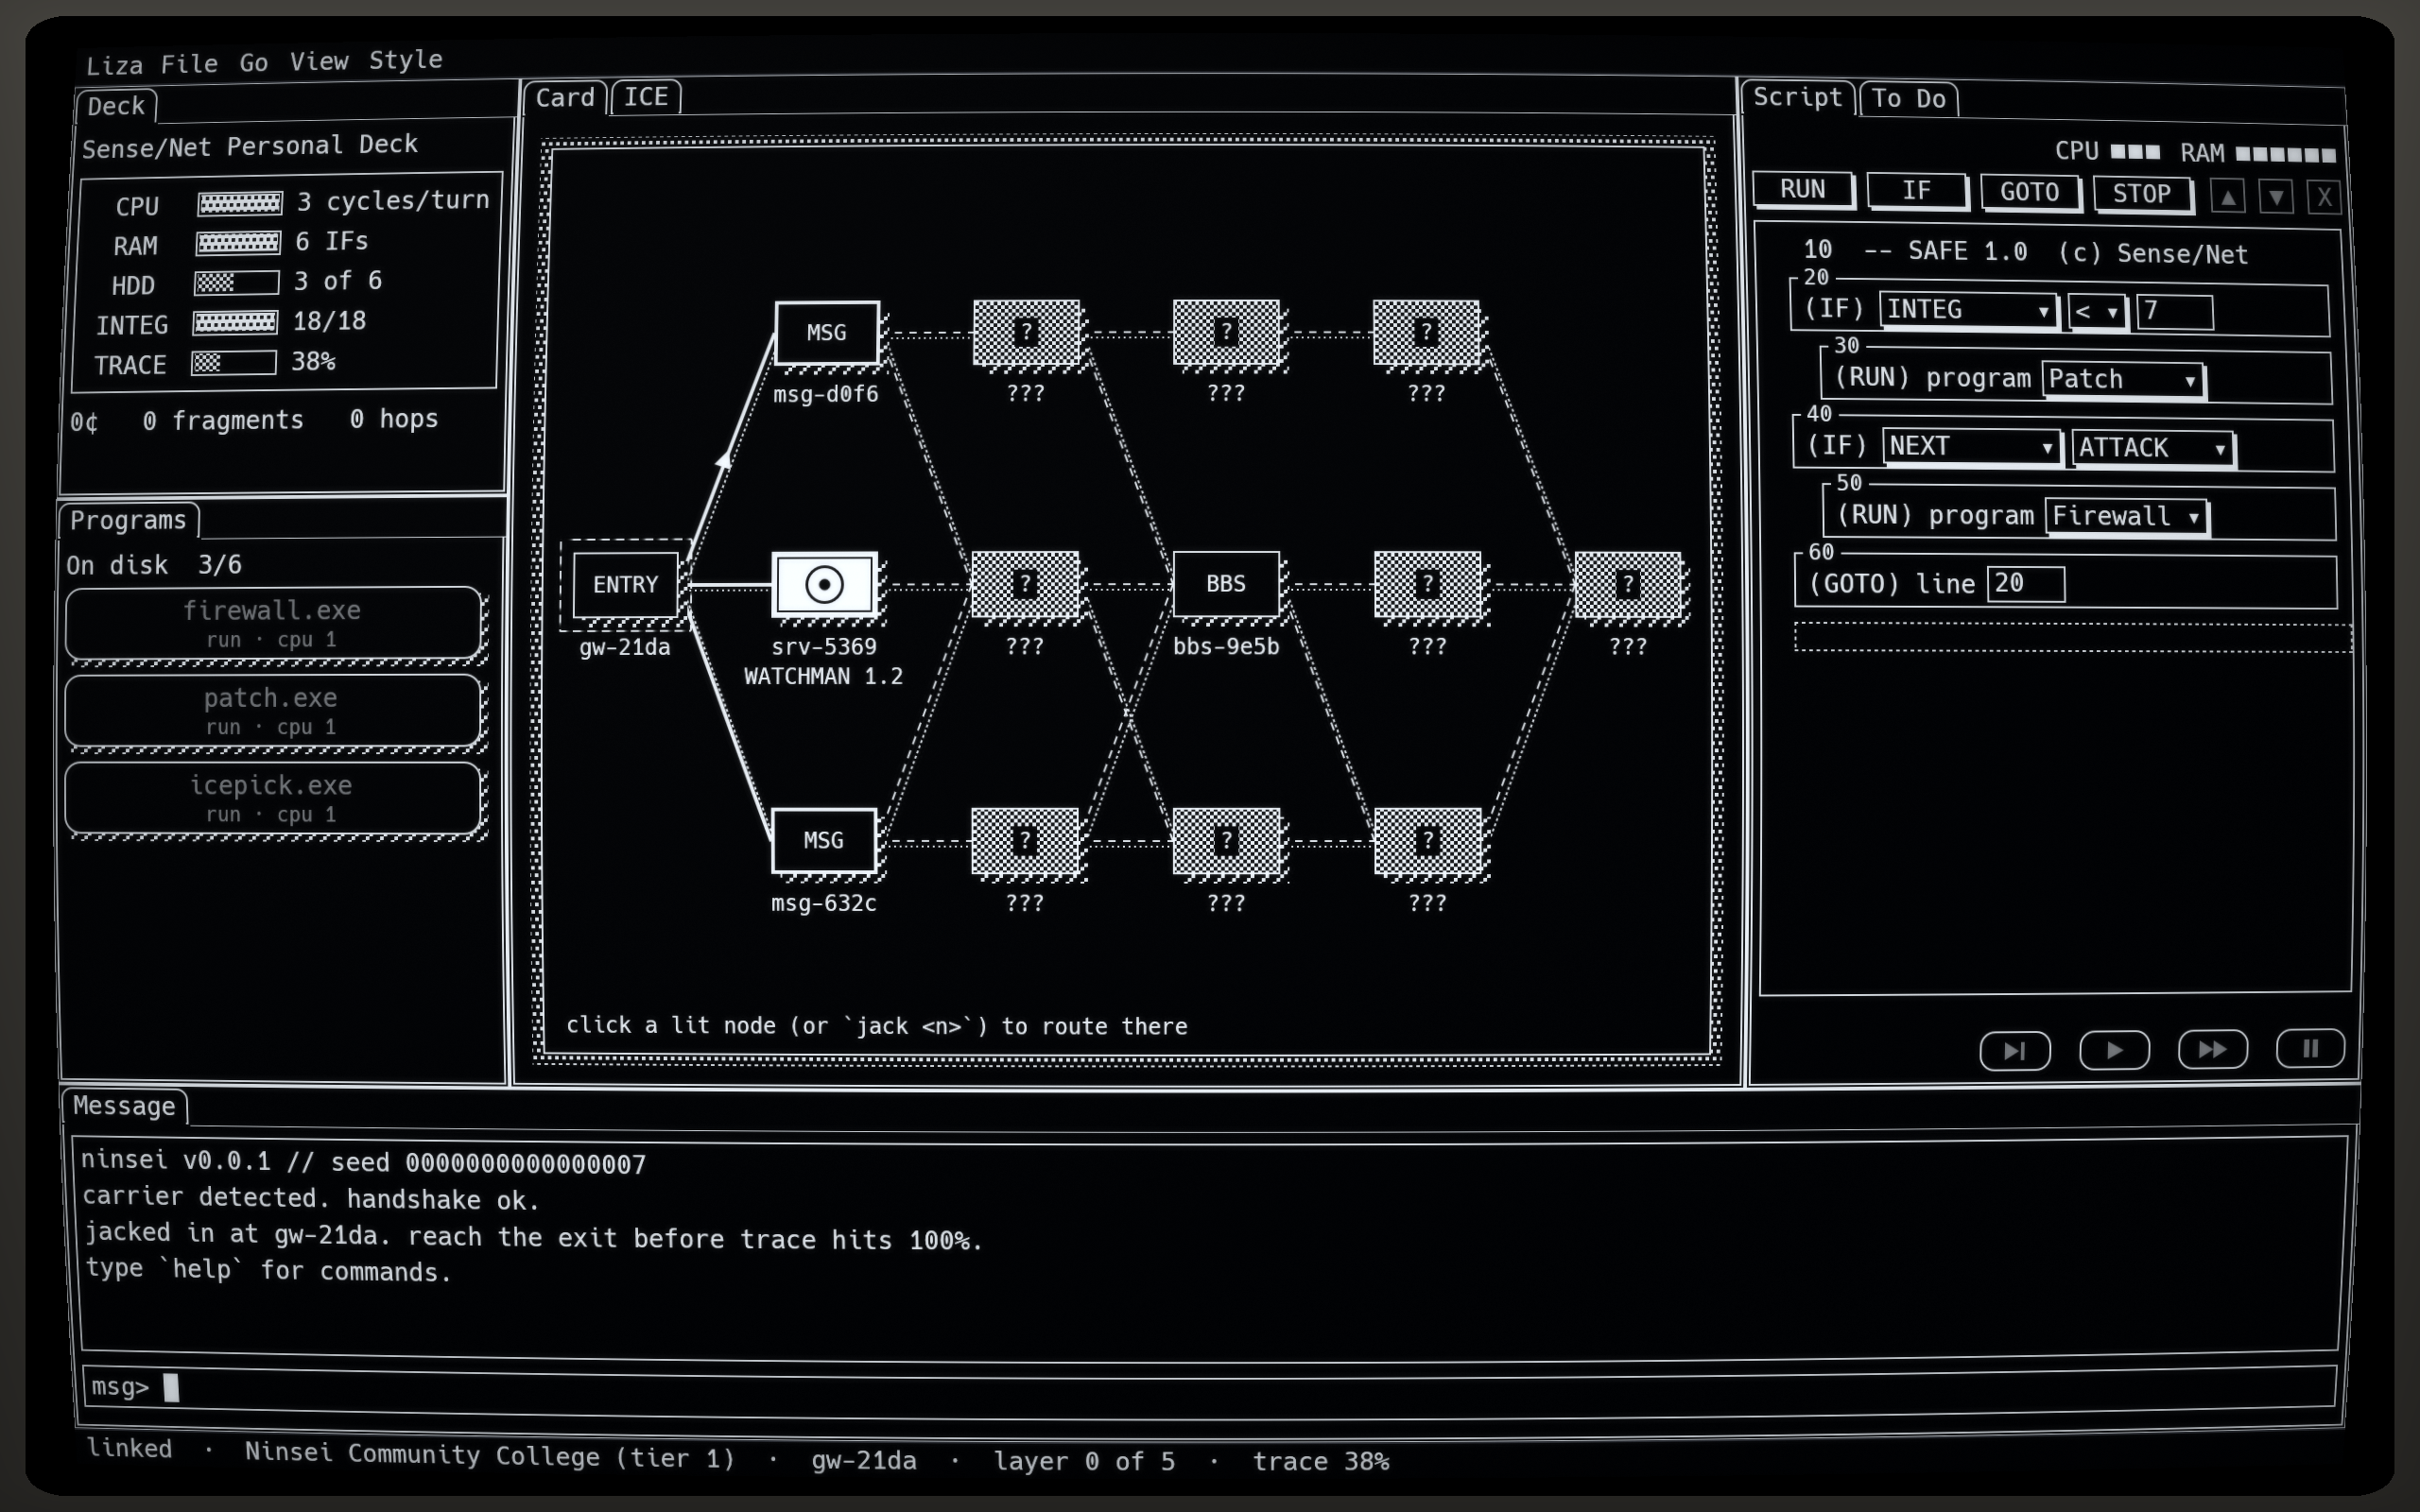 Liza File Go View Style
Deck
Sense/Net Personal Deck
CPU 3 cycles/turn
RAM 6 IFs
HDD 3 of 6
INTEG 18/18
TRACE 38%
0¢ 0 fragments 0 hops
Programs
On disk 3/6
firewall.exe
run · cpu 1
patch.exe
run · cpu 1
icepick.exe
run · cpu 1
Card ICE
MSG ? ? ?
msg-d0f6 ??? ??? ???
ENTRY ? BBS ? ?
gw-21da srv-5369 ??? bbs-9e5b ??? ???
WATCHMAN 1.2
MSG ? ? ?
msg-632c ??? ??? ???
click a lit node (or `jack <n>`) to route there
Script To Do
CPU RAM
RUN IF GOTO STOP ▲ ▼ X
10 -- SAFE 1.0 (c) Sense/Net
20
(IF) INTEG ▼ < ▼ 7
30
(RUN) program Patch ▼
40
(IF) NEXT ▼ ATTACK ▼
50
(RUN) program Firewall ▼
60
(GOTO) line 20
Message
ninsei v0.0.1 // seed 0000000000000007
carrier detected. handshake ok.
jacked in at gw-21da. reach the exit before trace hits 100%.
type `help` for commands.
msg>
linked · Ninsei Community College (tier 1) · gw-21da · layer 0 of 5 · trace 38%